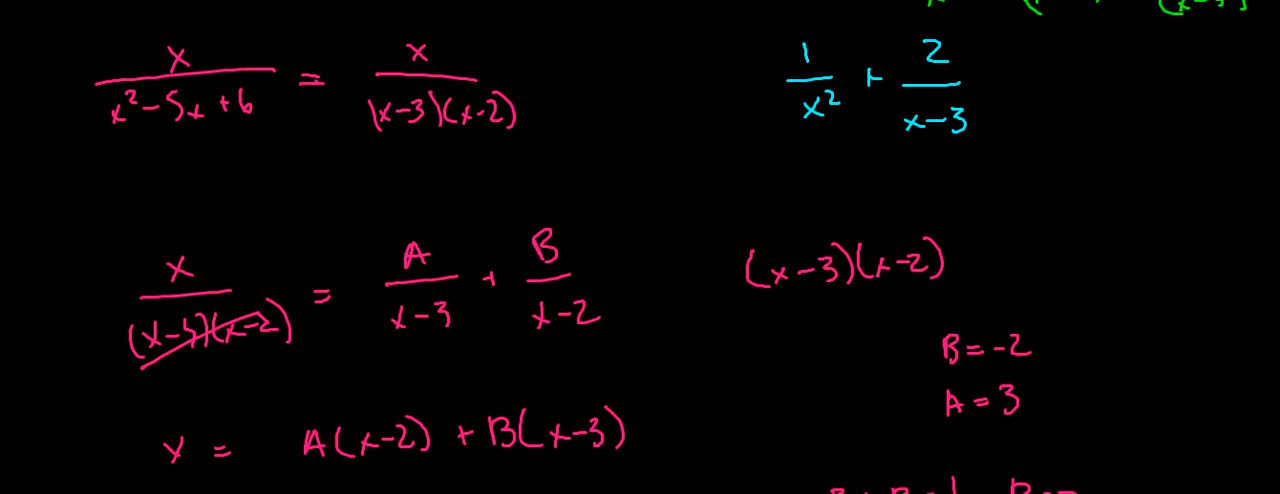 x / (x² - 5x + 6) = x / ((x-3)(x-2))
1 / x² + 2 / (x-3)
x / ((x-3)(x-2)) = A / (x-3) + B / (x-2)
(x-3)(x-2)
B = -2
A = 3
x = A(x-2) + B(x-3)